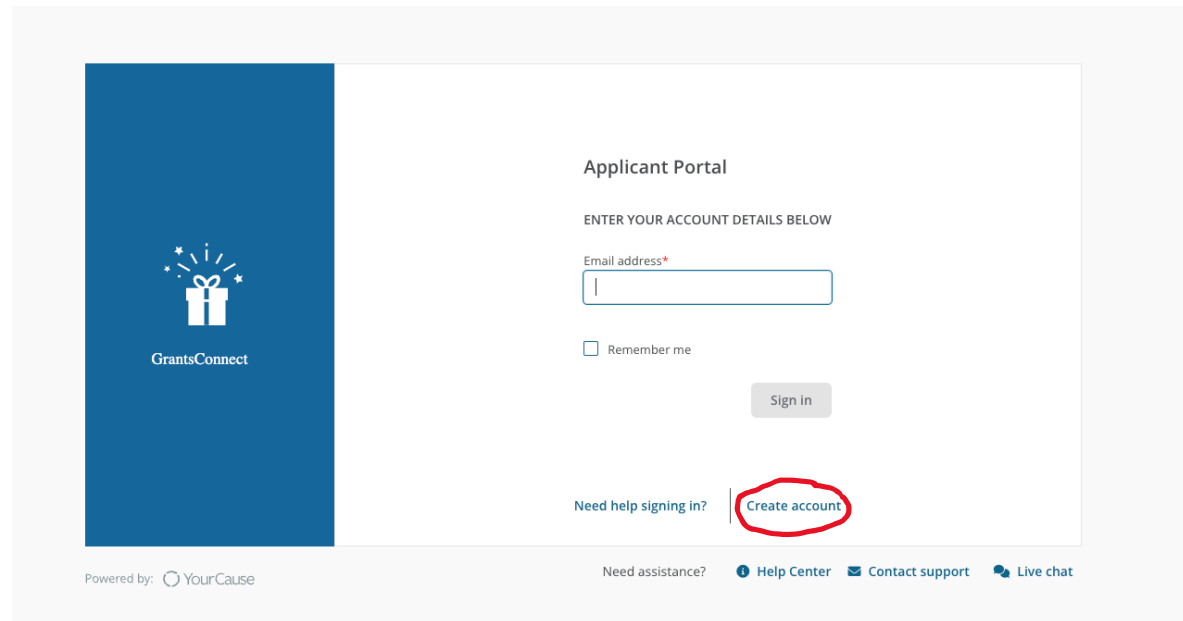 Applicant Portal
ENTER YOUR ACCOUNT DETAILS BELOW
Email address*
Remember me
Sign in
GrantsConnect
Need help signing in? Create account
Powered by: YourCause
Need assistance? Help Center Contact support Live chat